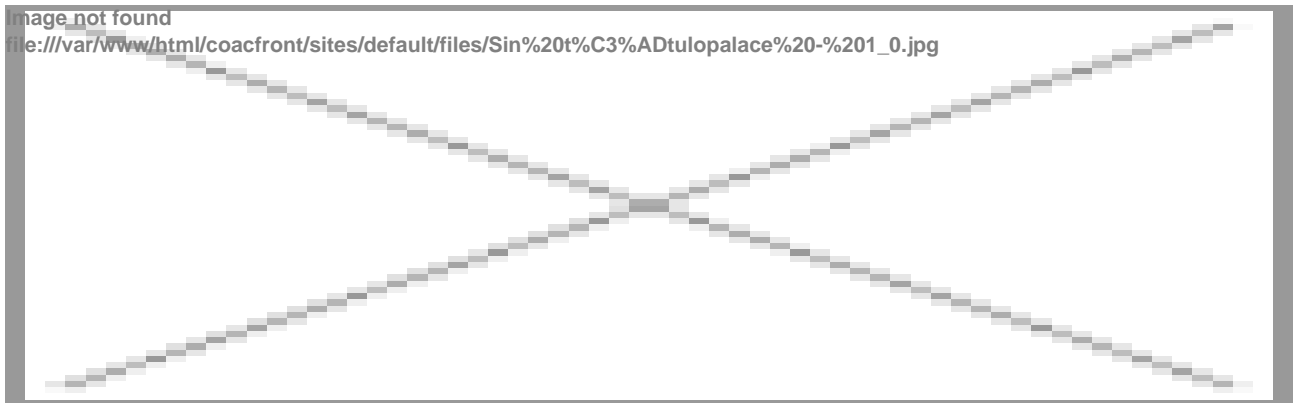 Image not found
file:///var/www/html/coacfront/sites/default/files/Sin%20t%C3%ADtulopalace%20-%201_0.jpg